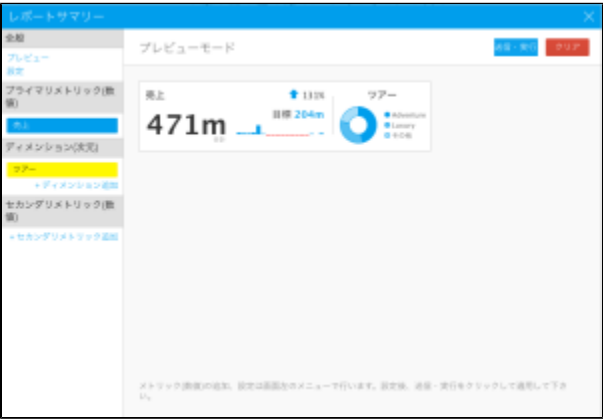 レポートサマリー
全般
プレビュー
設定
プレビューモード
送信・実行
クリア
プライマリメトリック(数
値)
売上
ディメンション(次元)
ツアー
+ ディメンション追加
セカンダリメトリック(数
値)
+ セカンダリメトリック追加
売上
131%
471m
目標 204m
ツアー
Adventure
Luxury
その他
メトリック(数値)の追加、設定は画面左のメニューで行います。設定後、送信・実行をクリックして適用して下さ
い。